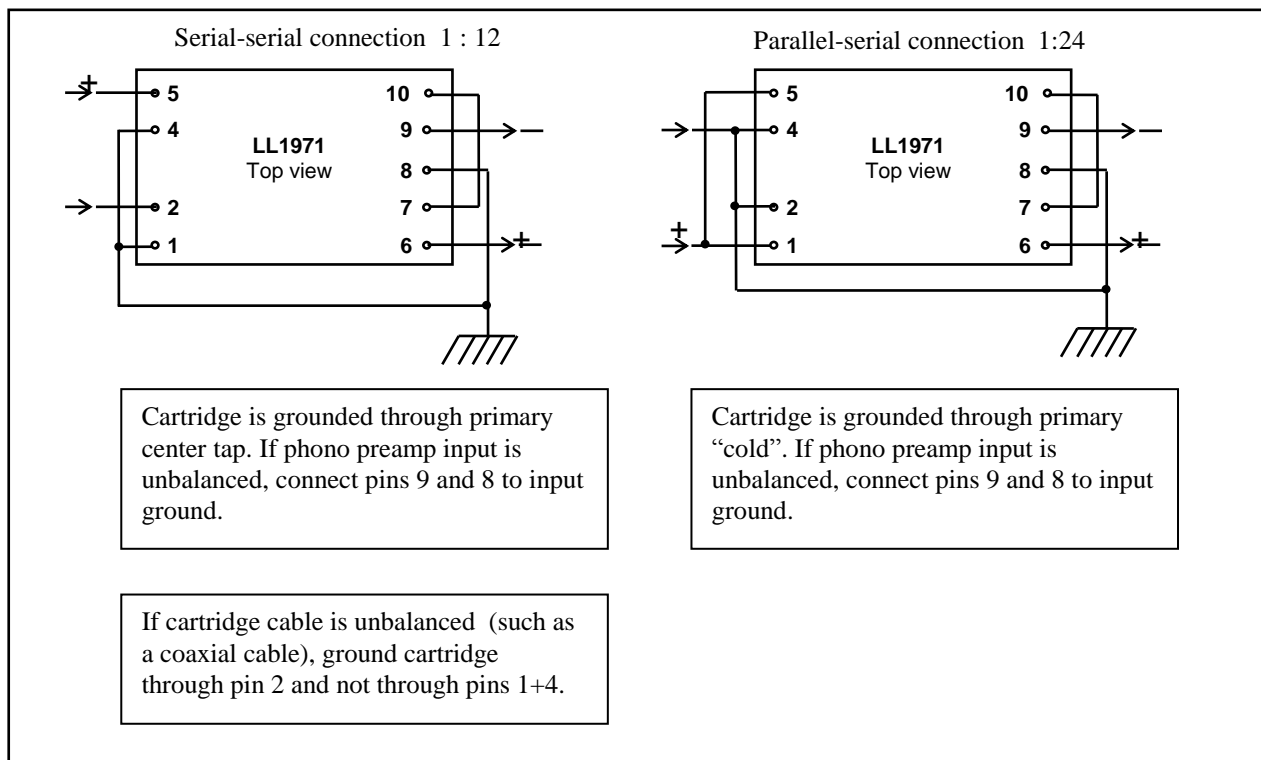 Serial-serial connection 1 : 12
+
5
4
2
1
LL1971
Top view
10
9
8
7
6
—
+
Cartridge is grounded through primary
center tap. If phono preamp input is
unbalanced, connect pins 9 and 8 to input
ground.
If cartridge cable is unbalanced (such as
a coaxial cable), ground cartridge
through pin 2 and not through pins 1+4.
Parallel-serial connection 1:24
5
4
2
+
1
LL1971
Top view
10
9
8
7
6
—
+
Cartridge is grounded through primary
“cold”. If phono preamp input is
unbalanced, connect pins 9 and 8 to input
ground.